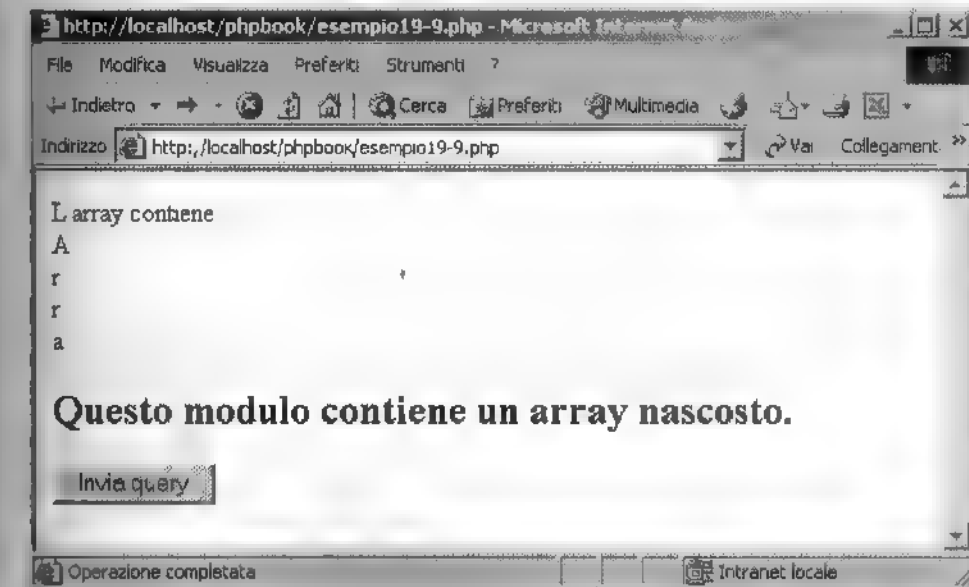 http://localhost/phpbook/esempio19-9.php - Microsoft Internet
File Modifica Visualizza Preferiti Strumenti ?
Indietro Cerca Preferiti Multimedia
Indirizzo http://localhost/phpbook/esempio19-9.php Vai Collegament »
L array contiene
A
r
r
a
Questo modulo contiene un array nascosto.
Invia query
Operazione completata Intranet locale